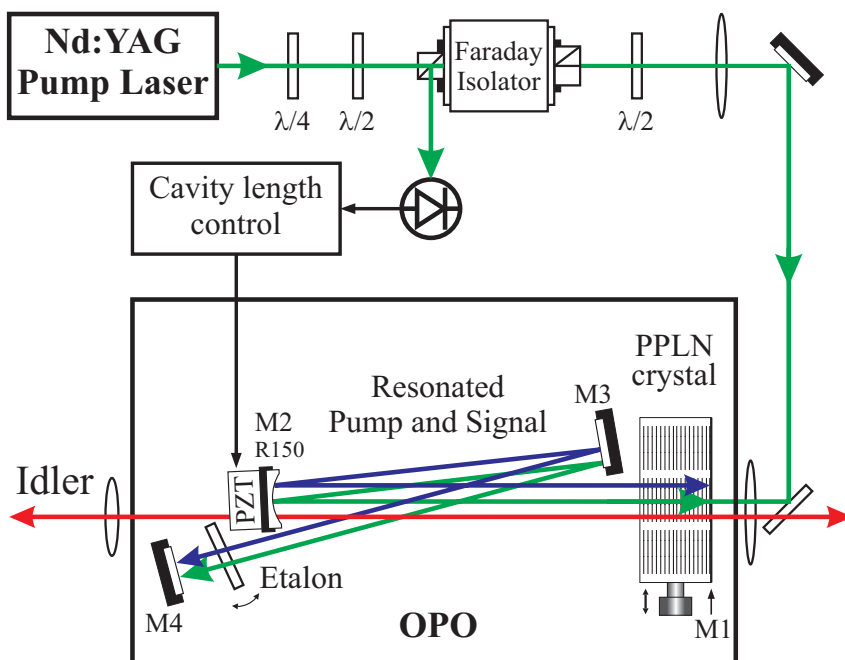 Nd:YAG
Pump Laser
λ/4
λ/2
Faraday
Isolator
λ/2
Cavity length
control
PPLN
crystal
Resonated
Pump and Signal
M3
M2
R150
Idler
PZT
Etalon
M4
OPO
M1